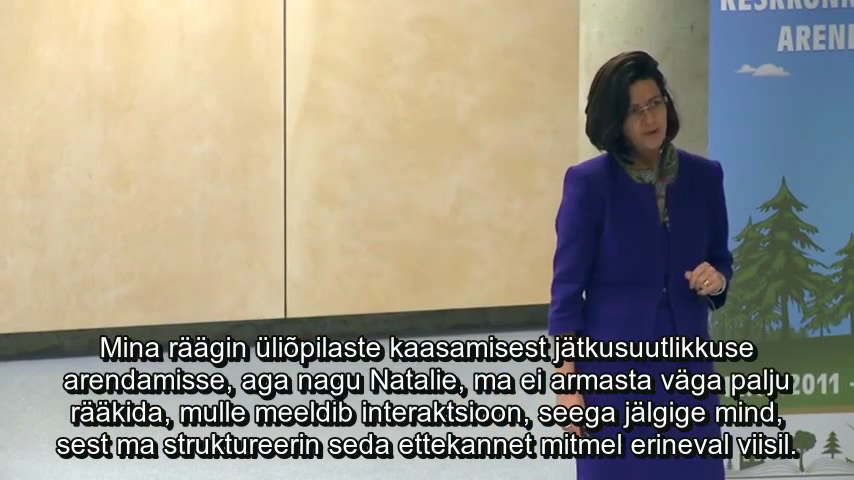 ARENI
Mina räägin üliõpilaste kaasamisest jätkusuutlikkuse
arendamisse, aga nagu Natalie, ma ei armasta väga palju
rääkida, mulle meeldib interaktsioon, seega jälgige mind,
sest ma struktureerin seda ettekannet mitmel erineval viisil.
2011 -